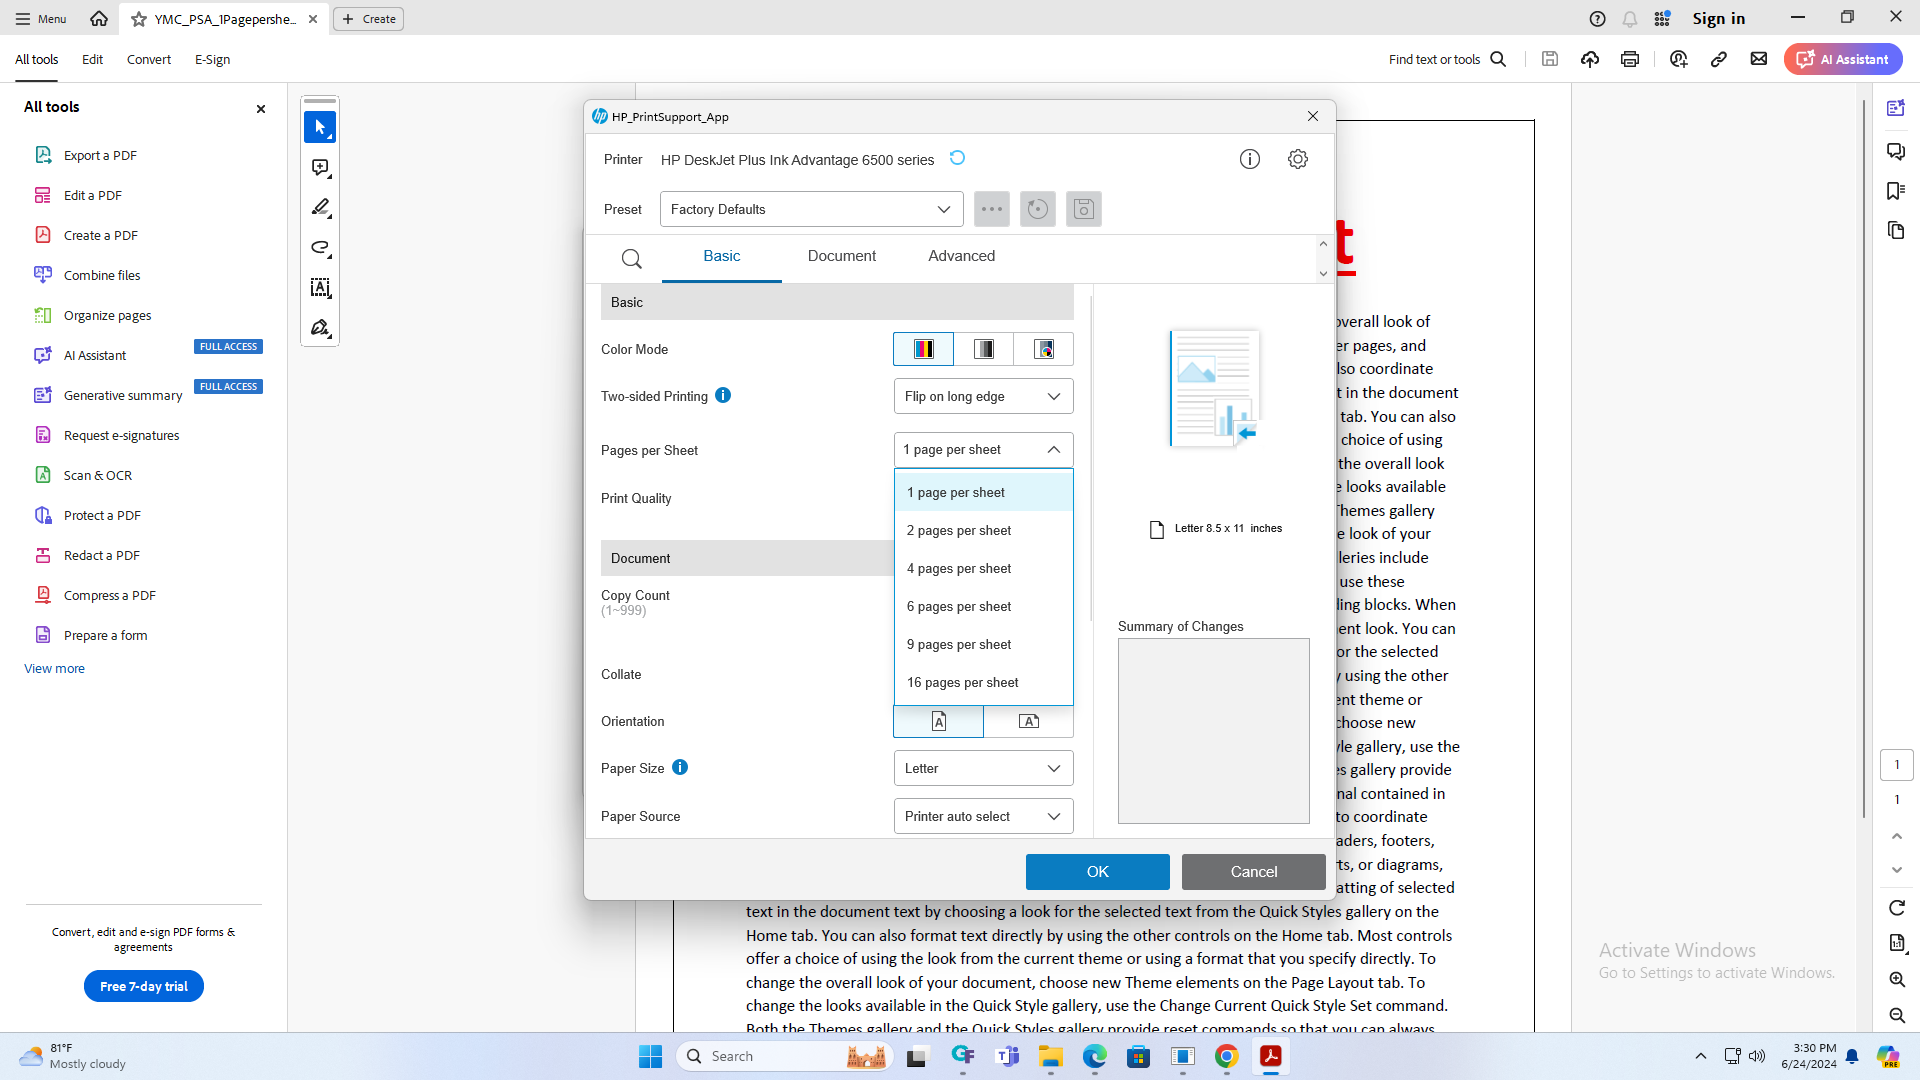 Menu
YMC_PSA_1Pagepershe...
Create
Sign in
All tools
Edit
Convert
E-Sign
Find text or tools
AI Assistant
All tools
Export a PDF
Edit a PDF
Create a PDF
Combine files
Organize pages
AI Assistant
FULL ACCESS
Generative summary
FULL ACCESS
Request e-signatures
Scan & OCR
Protect a PDF
Redact a PDF
Compress a PDF
Prepare a form
View more
Convert, edit and e-sign PDF forms &
agreements
Free 7-day trial
HP_PrintSupport_App
Printer
HP DeskJet Plus Ink Advantage 6500 series
Preset
Factory Defaults
Basic
Document
Advanced
Basic
Color Mode
Two-sided Printing
Flip on long edge
Pages per Sheet
1 page per sheet
1 page per sheet
2 pages per sheet
4 pages per sheet
6 pages per sheet
9 pages per sheet
16 pages per sheet
Print Quality
Document
Copy Count
(1~999)
Collate
Orientation
Paper Size
Letter
Paper Source
Printer auto select
Letter 8.5 x 11 inches
Summary of Changes
OK
Cancel
t
overall look of
er pages, and
lso coordinate
t in the document
tab. You can also
choice of using
the overall look
e looks available
Themes gallery
e look of your
lleries include
use these
ling blocks. When
ent look. You can
or the selected
y using the other
ent theme or
choose new
yle gallery, use the
s gallery provide
nal contained in
to coordinate
aders, footers,
rts, or diagrams,
atting of selected
text in the document text by choosing a look for the selected text from the Quick Styles gallery on the
Home tab. You can also format text directly by using the other controls on the Home tab. Most controls
offer a choice of using the look from the current theme or using a format that you specify directly. To
change the overall look of your document, choose new Theme elements on the Page Layout tab. To
change the looks available in the Quick Style gallery, use the Change Current Quick Style Set command.
Both the Themes gallery and the Quick Styles gallery provide reset commands so that you can always
Activate Windows
Go to Settings to activate Windows.
1
1
81°F
Mostly cloudy
Search
3:30 PM
6/24/2024